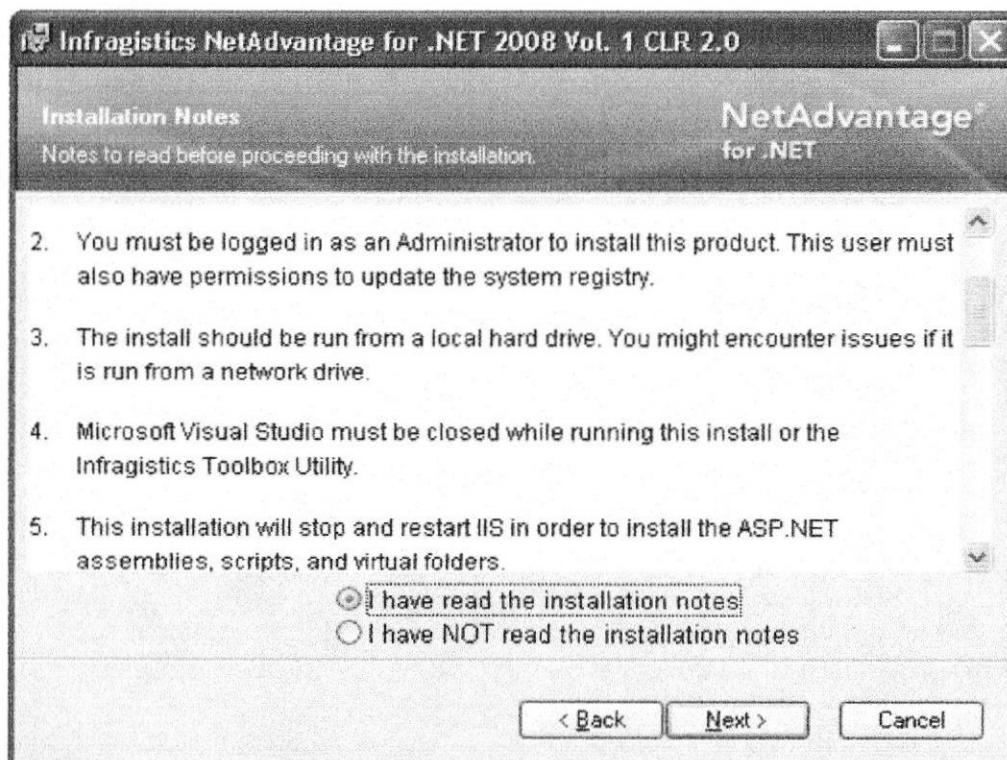 Infragistics NetAdvantage for .NET 2008 Vol. 1 CLR 2.0
Installation Notes
Notes to read before proceeding with the installation.
NetAdvantage®
for .NET
2. You must be logged in as an Administrator to install this product. This user must
also have permissions to update the system registry.
3. The install should be run from a local hard drive. You might encounter issues if it
is run from a network drive.
4. Microsoft Visual Studio must be closed while running this install or the
Infragistics Toolbox Utility.
5. This installation will stop and restart IIS in order to install the ASP.NET
assemblies, scripts, and virtual folders.
I have read the installation notes
I have NOT read the installation notes
< Back Next > Cancel